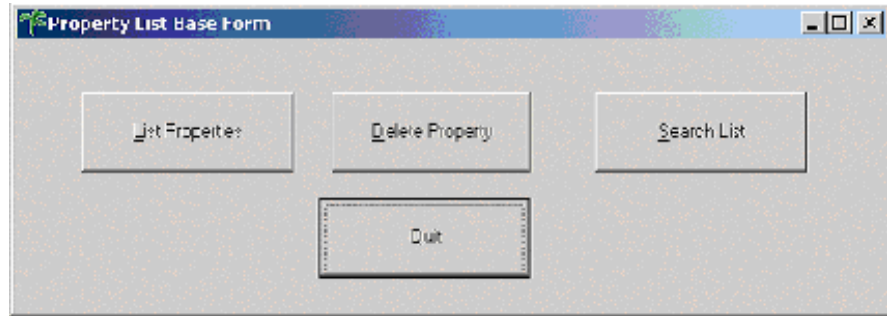 Property List Base Form
List Properties
Delete Property
Search List
Quit